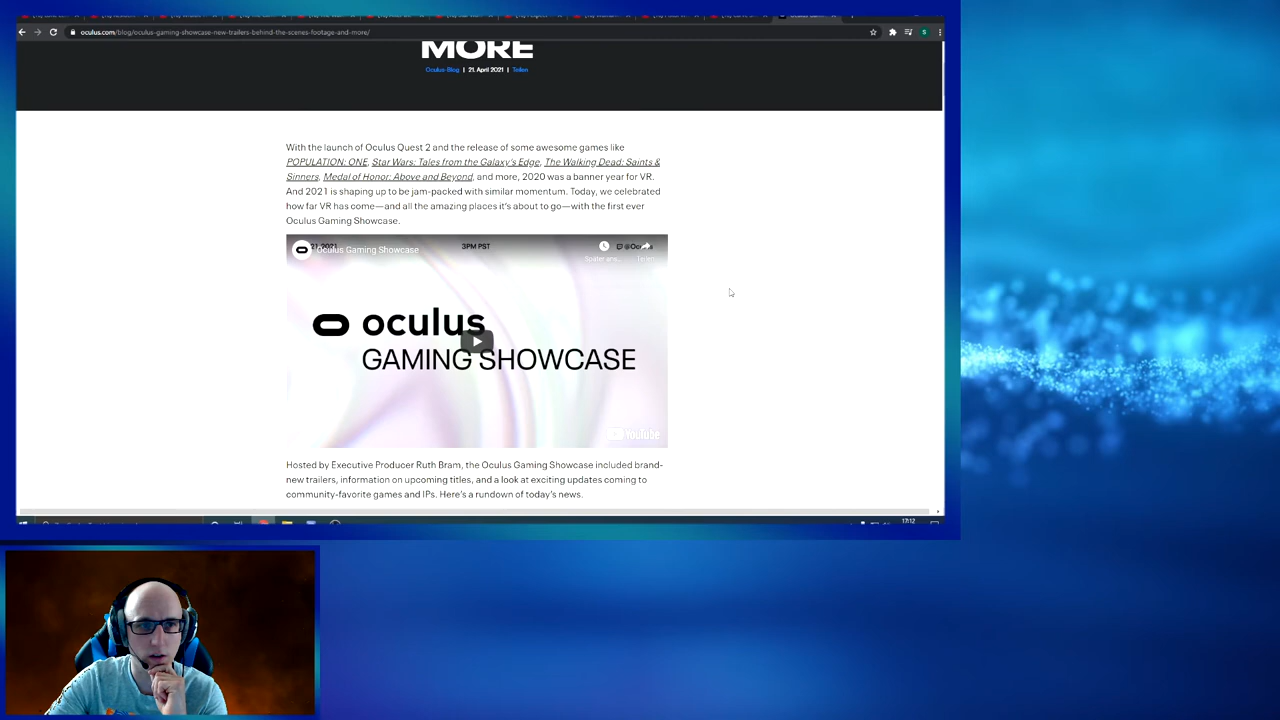 oculus.com/blog/oculus-gaming-showcase-new-trailers-behind-the-scenes-footage-and-more/
S
MORE
Oculus-Blog | 21. April 2021 | Teilen
With the launch of Oculus Quest 2 and the release of some awesome games like
POPULATION: ONE, Star Wars: Tales from the Galaxy's Edge, The Walking Dead: Saints &
Sinners, Medal of Honor: Above and Beyond, and more, 2020 was a banner year for VR.
And 2021 is shaping up to be jam-packed with similar momentum. Today, we celebrated
how far VR has come—and all the amazing places it's about to go—with the first ever
Oculus Gaming Showcase.
3PM PST
Oculus Gaming Showcase
Später ans... Teilen
oculus
GAMING SHOWCASE
YouTube
Hosted by Executive Producer Ruth Bram, the Oculus Gaming Showcase included brand-
new trailers, information on upcoming titles, and a look at exciting updates coming to
community-favorite games and IPs. Here's a rundown of today's news.
17:12